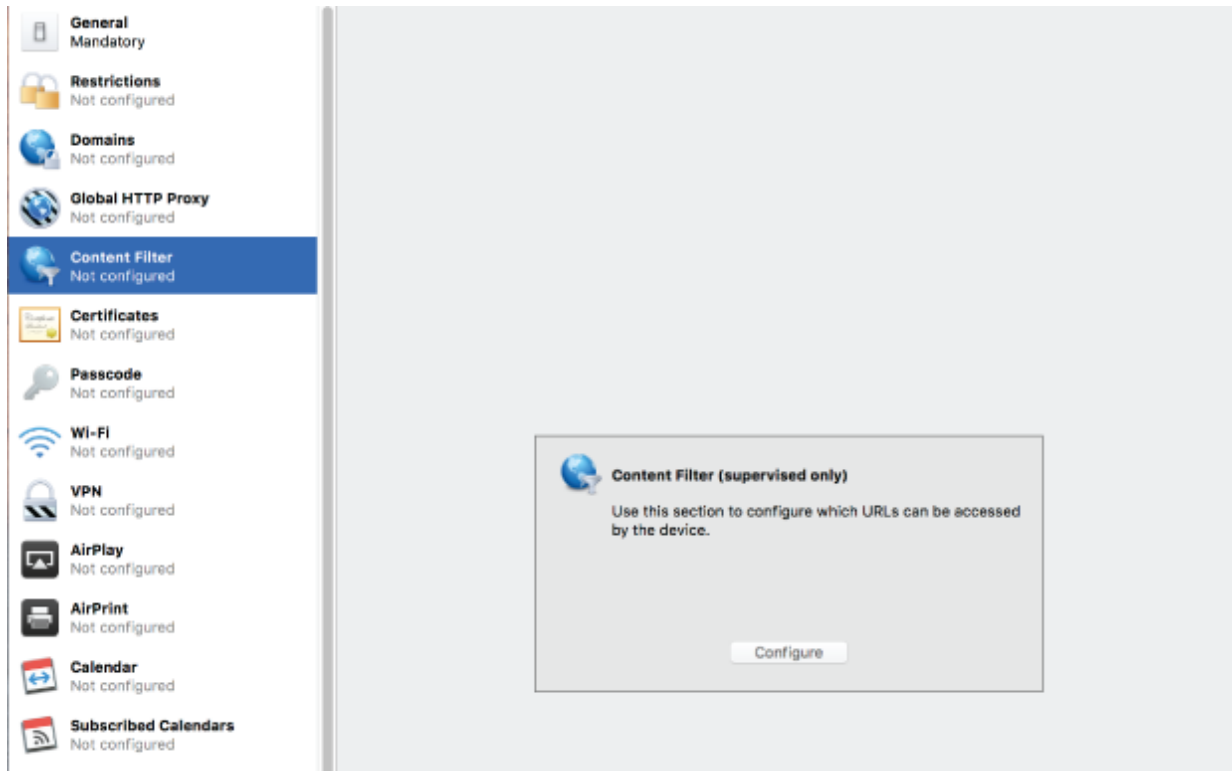 General
Mandatory
Restrictions
Not configured
Domains
Not configured
Global HTTP Proxy
Not configured
Content Filter
Not configured
Certificates
Not configured
Passcode
Not configured
Wi-Fi
Not configured
VPN
Not configured
AirPlay
Not configured
AirPrint
Not configured
Calendar
Not configured
Subscribed Calendars
Not configured
Content Filter (supervised only)
Use this section to configure which URLs can be accessed
by the device.
Configure